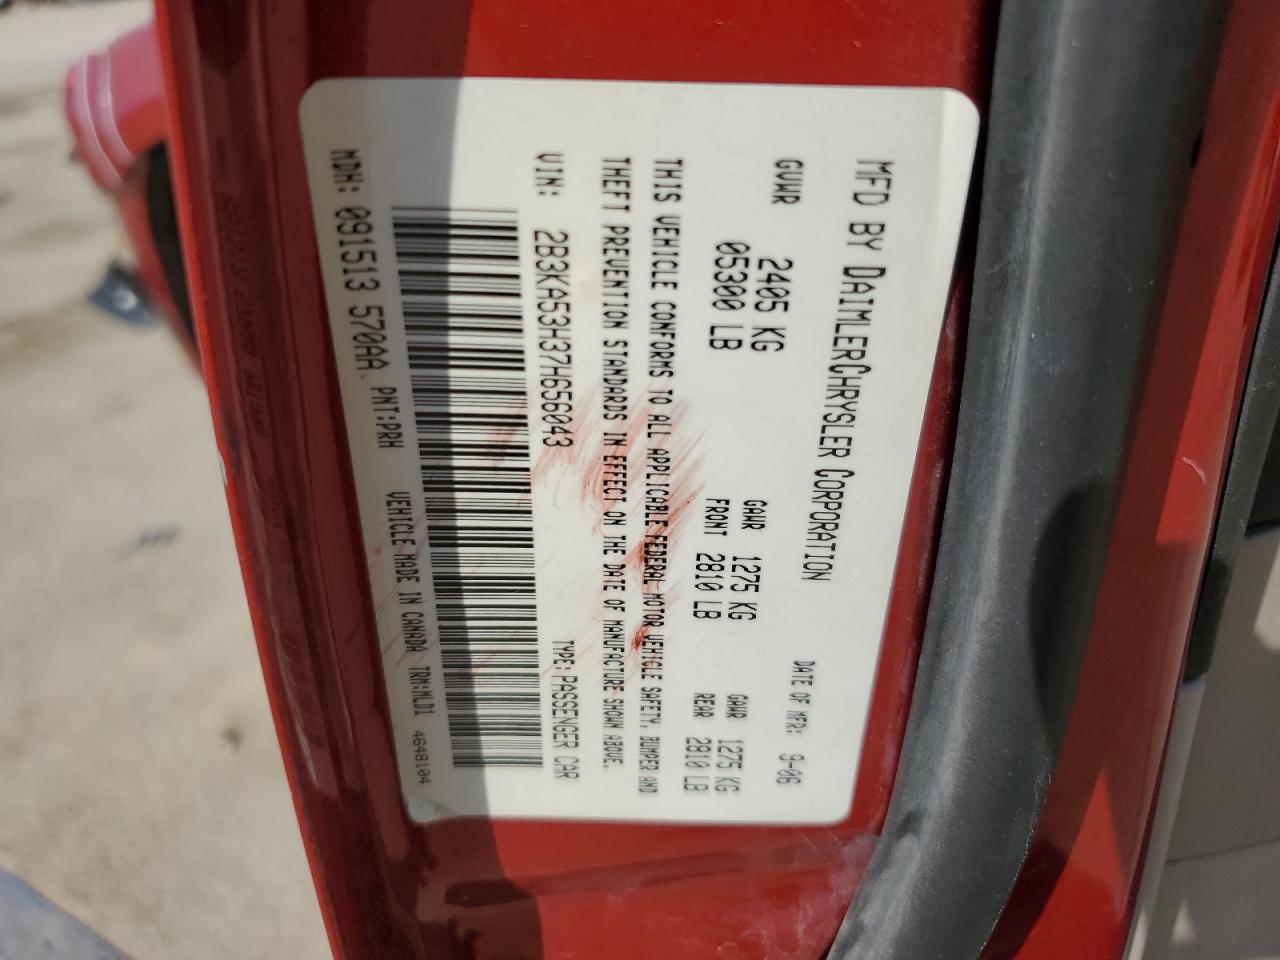 MFD BY DAIMLERCHRYSLER CORPORATION
DATE OF MFR: 9-06
GVWR 2405 KG
05300 LB
GAWR 1275 KG
FRONT 2810 LB
GAWR 1275 KG
REAR 2810 LB
THIS VEHICLE CONFORMS TO ALL APPLICABLE FEDERAL MOTOR VEHICLE SAFETY, BUMPER AND
THEFT PREVENTION STANDARDS IN EFFECT ON THE DATE OF MANUFACTURE SHOWN ABOVE.
VIN: 2B3KA53H37H656043
TYPE: PASSENGER CAR
MDH: 091513 570AA PNT:PRH
VEHICLE MADE IN CANADA TRM:MLD1 4648104